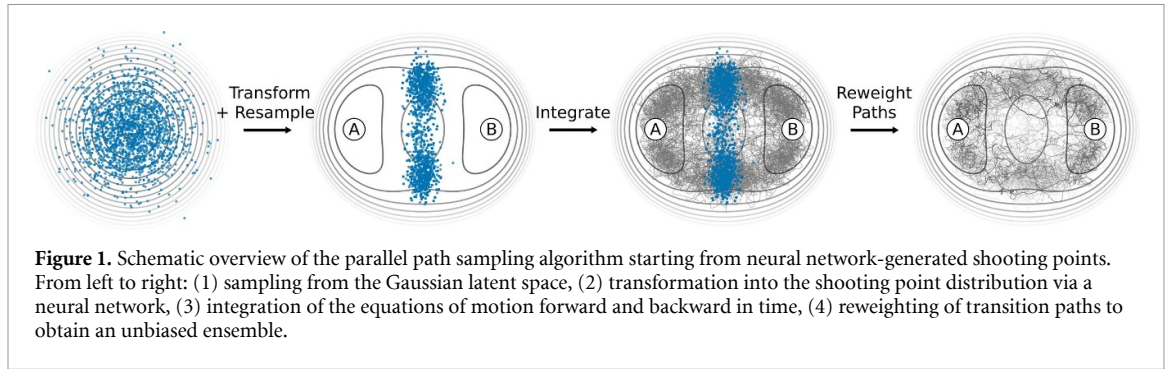 Transform
+ Resample
A
B
Integrate
A
B
Reweight
Paths
A
B
Figure 1. Schematic overview of the parallel path sampling algorithm starting from neural network-generated shooting points.
From left to right: (1) sampling from the Gaussian latent space, (2) transformation into the shooting point distribution via a
neural network, (3) integration of the equations of motion forward and backward in time, (4) reweighting of transition paths to
obtain an unbiased ensemble.